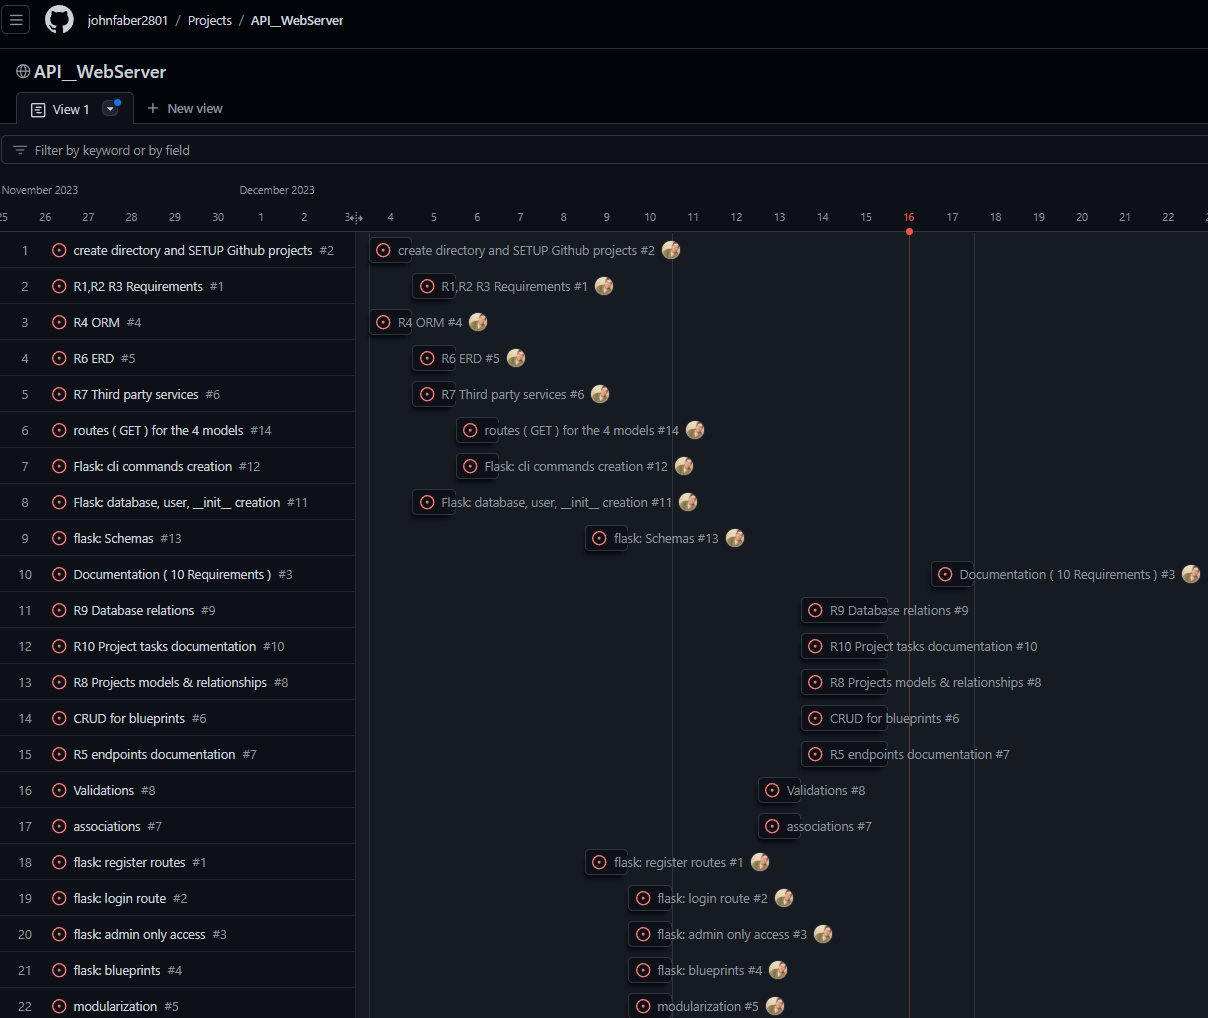 johnfaber2801 / Projects / API__WebServer
API__WebServer
View 1
New view
Filter by keyword or by field
November 2023 December 2023
25 26 27 28 29 30 1 2 3 4 5 6 7 8 9 10 11 12 13 14 15 16 17 18 19 20 21 22
1 create directory and SETUP Github projects #2 create directory and SETUP Github projects #2
2 R1,R2 R3 Requirements #1 R1,R2 R3 Requirements #1
3 R4 ORM #4 R4 ORM #4
4 R6 ERD #5 R6 ERD #5
5 R7 Third party services #6 R7 Third party services #6
6 routes ( GET ) for the 4 models #14 routes ( GET ) for the 4 models #14
7 Flask: cli commands creation #12 Flask: cli commands creation #12
8 Flask: database, user, __init__ creation #11 Flask: database, user, __init__ creation #11
9 flask: Schemas #13 flask: Schemas #13
10 Documentation ( 10 Requirements ) #3 Documentation ( 10 Requirements ) #3
11 R9 Database relations #9 R9 Database relations #9
12 R10 Project tasks documentation #10 R10 Project tasks documentation #10
13 R8 Projects models & relationships #8 R8 Projects models & relationships #8
14 CRUD for blueprints #6 CRUD for blueprints #6
15 R5 endpoints documentation #7 R5 endpoints documentation #7
16 Validations #8 Validations #8
17 associations #7 associations #7
18 flask: register routes #1 flask: register routes #1
19 flask: login route #2 flask: login route #2
20 flask: admin only access #3 flask: admin only access #3
21 flask: blueprints #4 flask: blueprints #4
22 modularization #5 modularization #5